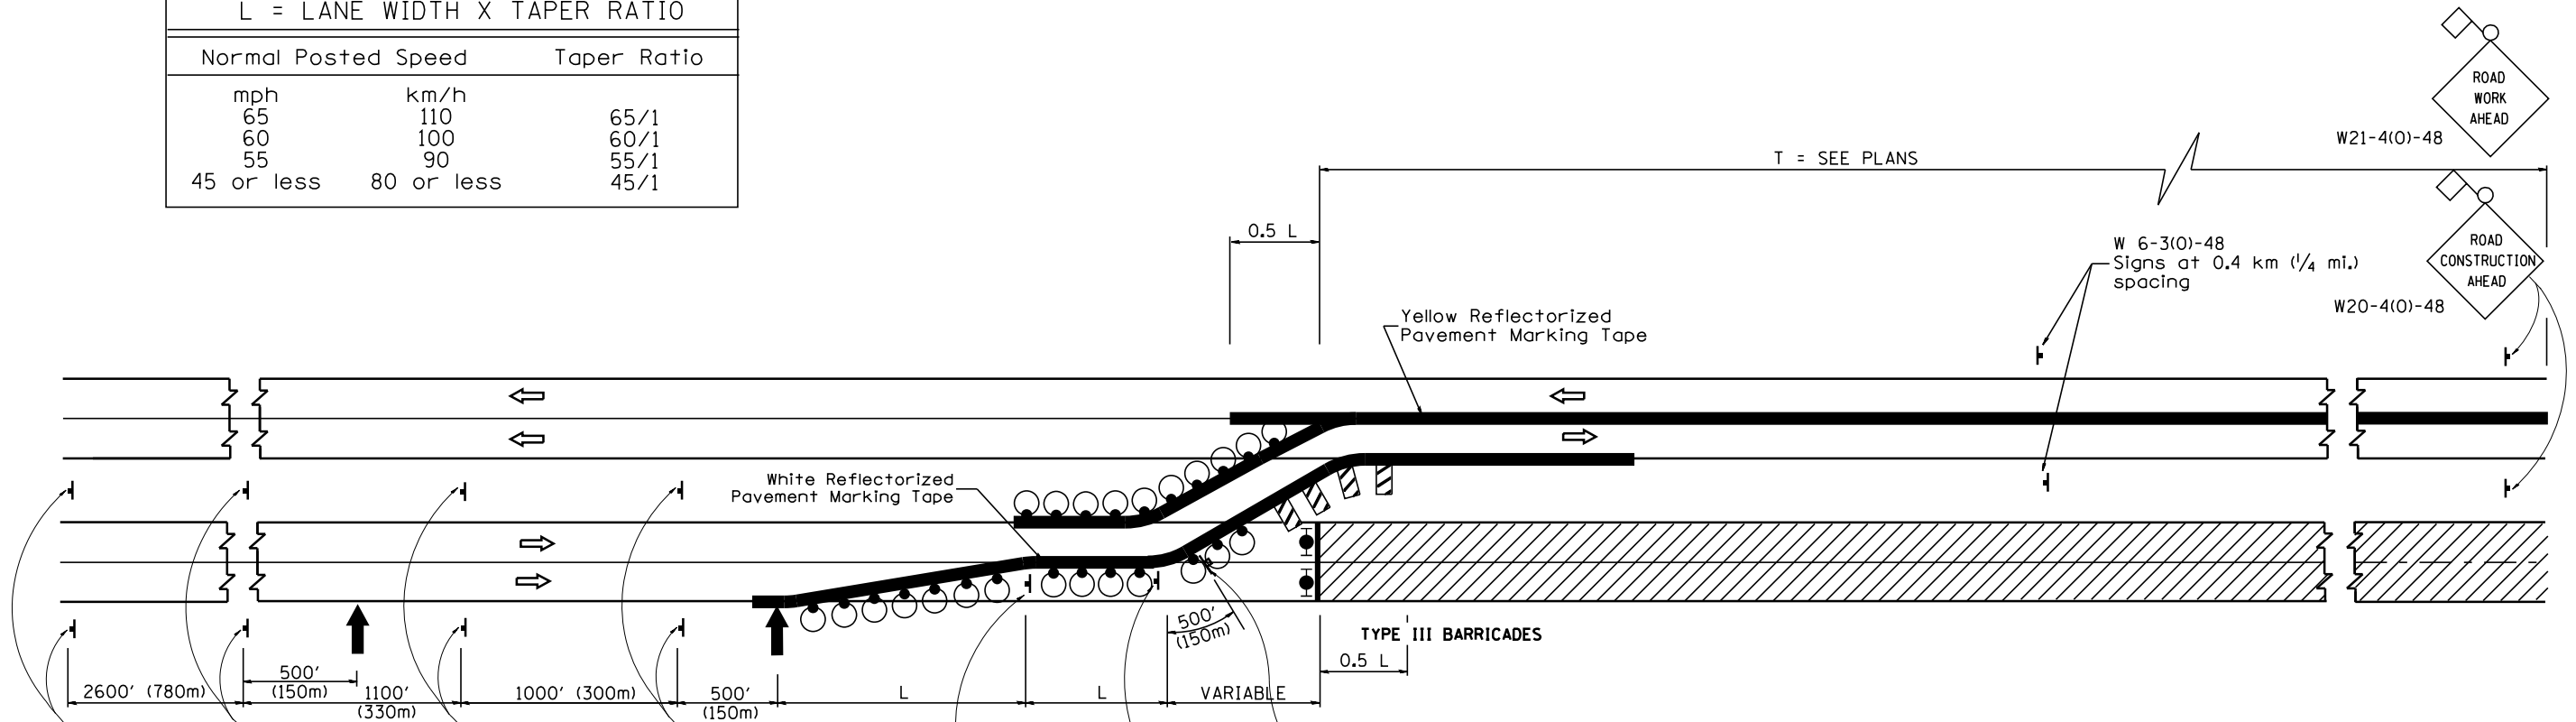 L = LANE WIDTH X TAPER RATIO
Normal Posted Speed Taper Ratio
mph km/h
65 110 65/1
60 100 60/1
55 90 55/1
45 or less 80 or less 45/1
ROAD
WORK
AHEAD
W21-4(O)-48
T = SEE PLANS
0.5 L
W 6-3(O)-48
Signs at 0.4 km (1/4 mi.)
spacing
ROAD
CONSTRUCTION
AHEAD
W20-4(O)-48
Yellow Reflectorized
Pavement Marking Tape
White Reflectorized
Pavement Marking Tape
500'
(150m)
TYPE III BARRICADES
0.5 L
2600' (780m)
500'
(150m)
1100'
(330m)
1000' (300m)
500'
(150m)
L
L
VARIABLE